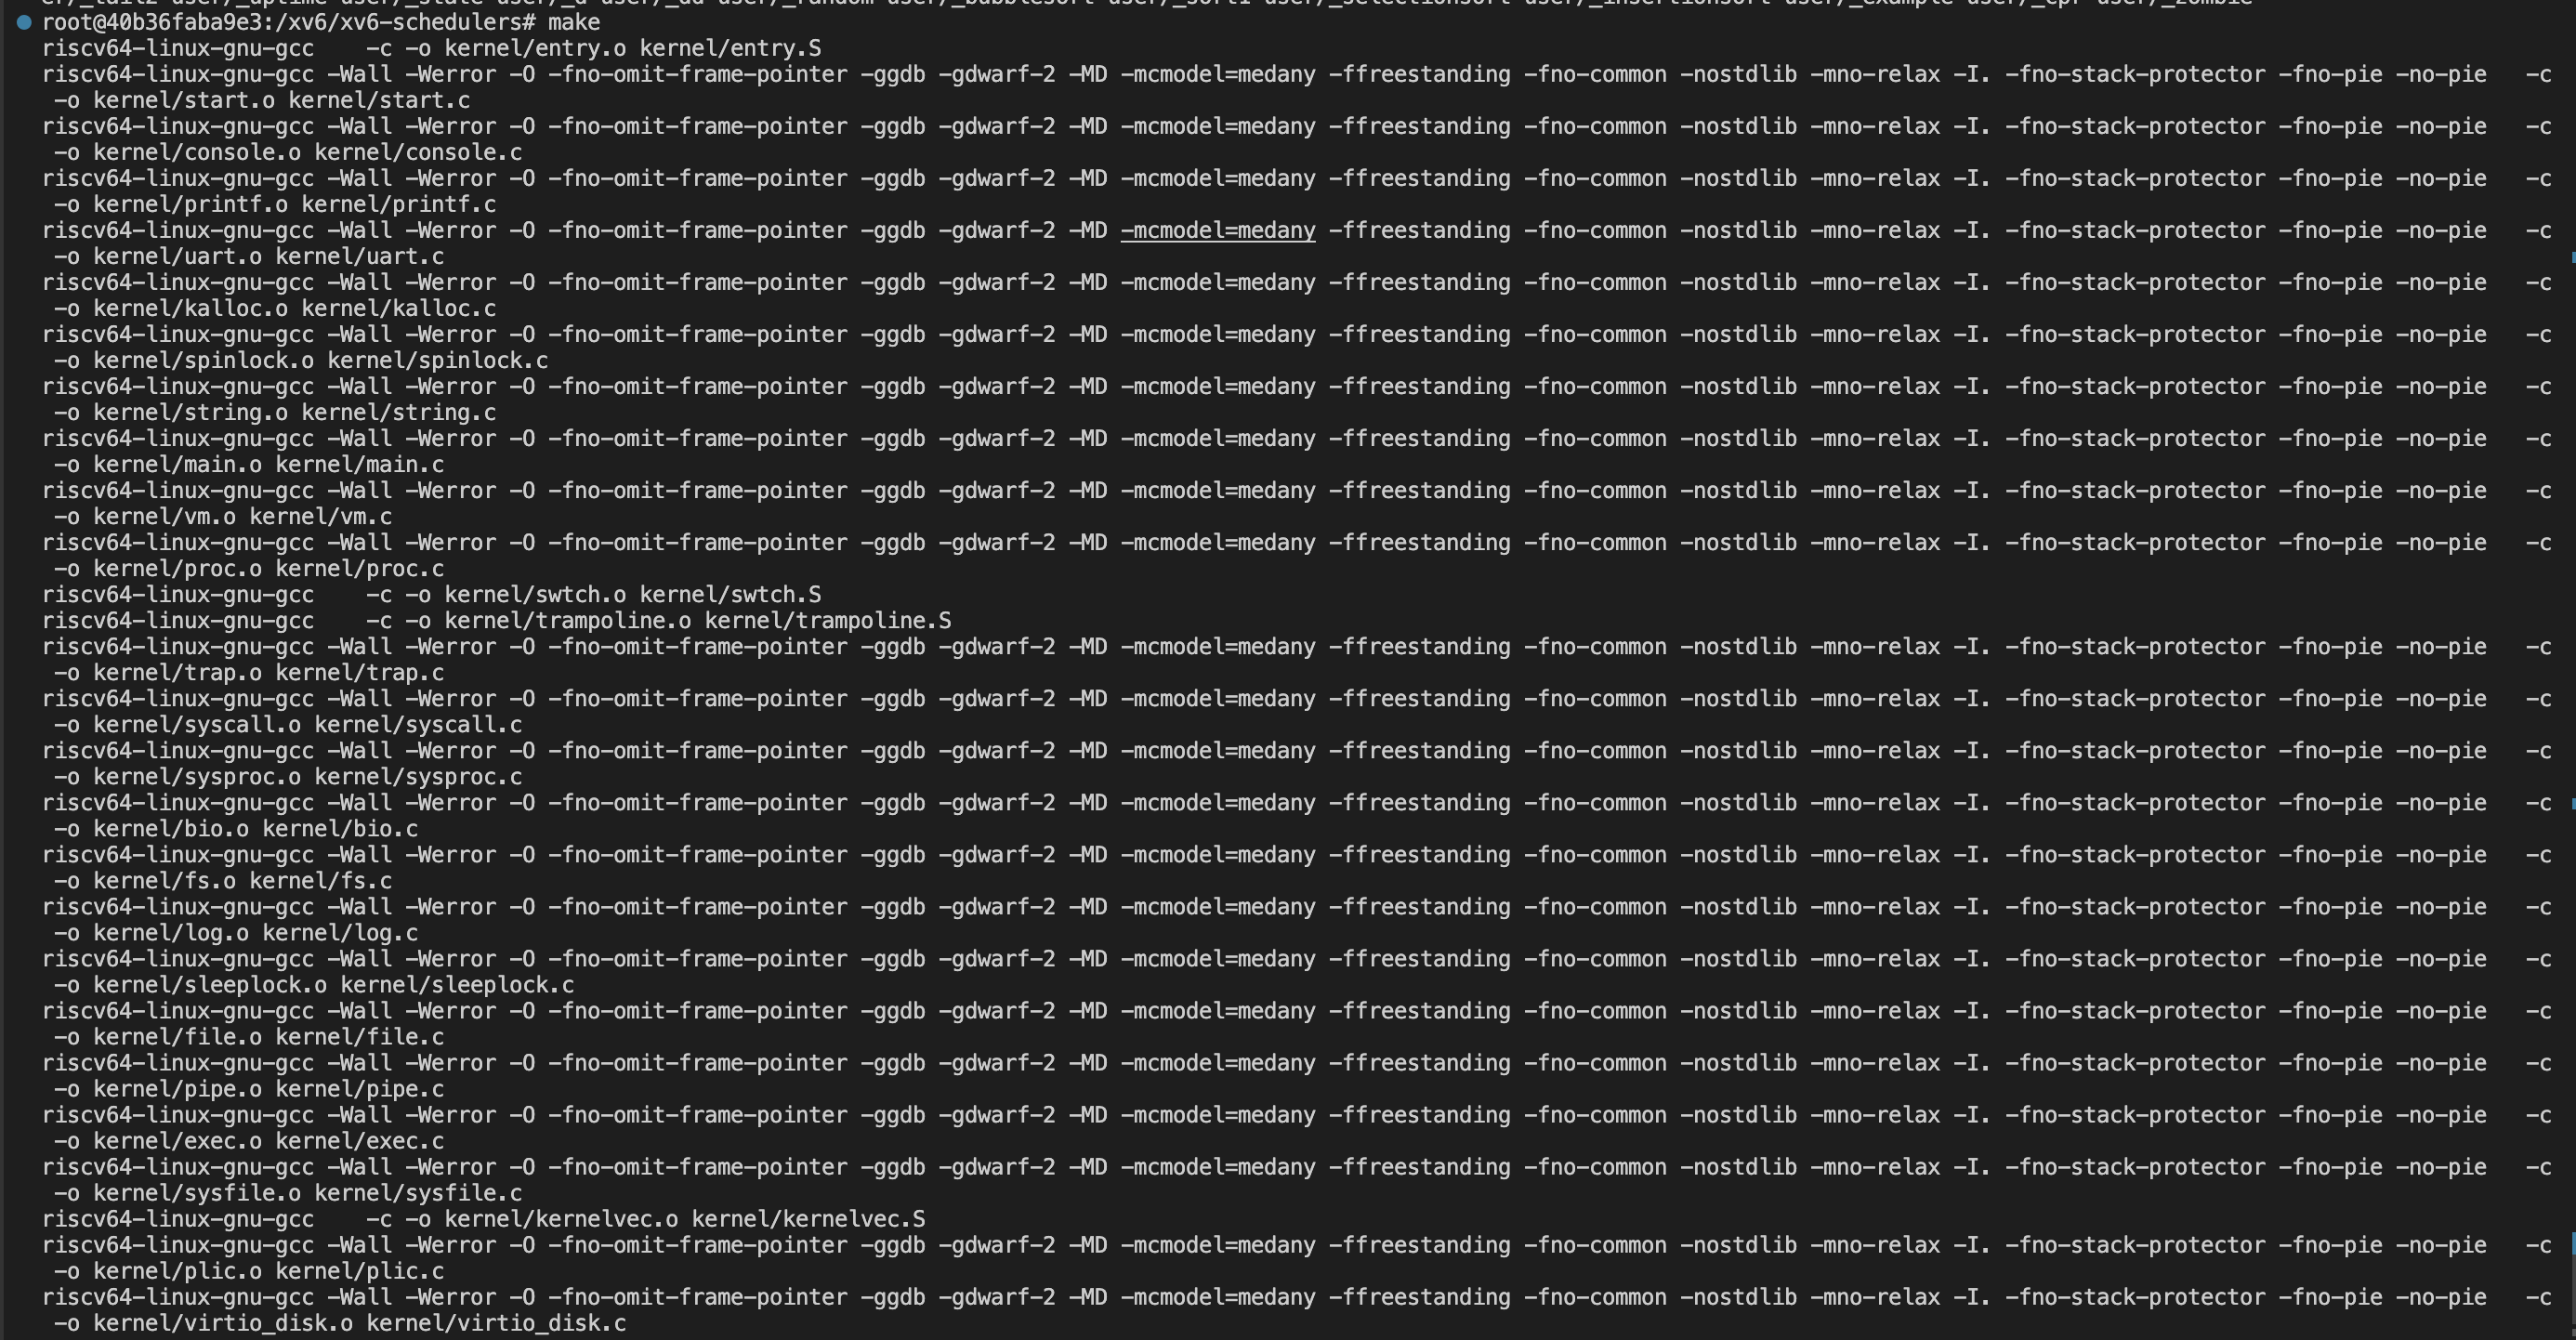 root@40b36faba9e3:/xv6/xv6-schedulers# make
riscv64-linux-gnu-gcc    -c -o kernel/entry.o kernel/entry.S
riscv64-linux-gnu-gcc -Wall -Werror -O -fno-omit-frame-pointer -ggdb -gdwarf-2 -MD -mcmodel=medany -ffreestanding -fno-common -nostdlib -mno-relax -I. -fno-stack-protector -fno-pie -no-pie   -c
 -o kernel/start.o kernel/start.c
riscv64-linux-gnu-gcc -Wall -Werror -O -fno-omit-frame-pointer -ggdb -gdwarf-2 -MD -mcmodel=medany -ffreestanding -fno-common -nostdlib -mno-relax -I. -fno-stack-protector -fno-pie -no-pie   -c
 -o kernel/console.o kernel/console.c
riscv64-linux-gnu-gcc -Wall -Werror -O -fno-omit-frame-pointer -ggdb -gdwarf-2 -MD -mcmodel=medany -ffreestanding -fno-common -nostdlib -mno-relax -I. -fno-stack-protector -fno-pie -no-pie   -c
 -o kernel/printf.o kernel/printf.c
riscv64-linux-gnu-gcc -Wall -Werror -O -fno-omit-frame-pointer -ggdb -gdwarf-2 -MD -mcmodel=medany -ffreestanding -fno-common -nostdlib -mno-relax -I. -fno-stack-protector -fno-pie -no-pie   -c
 -o kernel/uart.o kernel/uart.c
riscv64-linux-gnu-gcc -Wall -Werror -O -fno-omit-frame-pointer -ggdb -gdwarf-2 -MD -mcmodel=medany -ffreestanding -fno-common -nostdlib -mno-relax -I. -fno-stack-protector -fno-pie -no-pie   -c
 -o kernel/kalloc.o kernel/kalloc.c
riscv64-linux-gnu-gcc -Wall -Werror -O -fno-omit-frame-pointer -ggdb -gdwarf-2 -MD -mcmodel=medany -ffreestanding -fno-common -nostdlib -mno-relax -I. -fno-stack-protector -fno-pie -no-pie   -c
 -o kernel/spinlock.o kernel/spinlock.c
riscv64-linux-gnu-gcc -Wall -Werror -O -fno-omit-frame-pointer -ggdb -gdwarf-2 -MD -mcmodel=medany -ffreestanding -fno-common -nostdlib -mno-relax -I. -fno-stack-protector -fno-pie -no-pie   -c
 -o kernel/string.o kernel/string.c
riscv64-linux-gnu-gcc -Wall -Werror -O -fno-omit-frame-pointer -ggdb -gdwarf-2 -MD -mcmodel=medany -ffreestanding -fno-common -nostdlib -mno-relax -I. -fno-stack-protector -fno-pie -no-pie   -c
 -o kernel/main.o kernel/main.c
riscv64-linux-gnu-gcc -Wall -Werror -O -fno-omit-frame-pointer -ggdb -gdwarf-2 -MD -mcmodel=medany -ffreestanding -fno-common -nostdlib -mno-relax -I. -fno-stack-protector -fno-pie -no-pie   -c
 -o kernel/vm.o kernel/vm.c
riscv64-linux-gnu-gcc -Wall -Werror -O -fno-omit-frame-pointer -ggdb -gdwarf-2 -MD -mcmodel=medany -ffreestanding -fno-common -nostdlib -mno-relax -I. -fno-stack-protector -fno-pie -no-pie   -c
 -o kernel/proc.o kernel/proc.c
riscv64-linux-gnu-gcc    -c -o kernel/swtch.o kernel/swtch.S
riscv64-linux-gnu-gcc    -c -o kernel/trampoline.o kernel/trampoline.S
riscv64-linux-gnu-gcc -Wall -Werror -O -fno-omit-frame-pointer -ggdb -gdwarf-2 -MD -mcmodel=medany -ffreestanding -fno-common -nostdlib -mno-relax -I. -fno-stack-protector -fno-pie -no-pie   -c
 -o kernel/trap.o kernel/trap.c
riscv64-linux-gnu-gcc -Wall -Werror -O -fno-omit-frame-pointer -ggdb -gdwarf-2 -MD -mcmodel=medany -ffreestanding -fno-common -nostdlib -mno-relax -I. -fno-stack-protector -fno-pie -no-pie   -c
 -o kernel/syscall.o kernel/syscall.c
riscv64-linux-gnu-gcc -Wall -Werror -O -fno-omit-frame-pointer -ggdb -gdwarf-2 -MD -mcmodel=medany -ffreestanding -fno-common -nostdlib -mno-relax -I. -fno-stack-protector -fno-pie -no-pie   -c
 -o kernel/sysproc.o kernel/sysproc.c
riscv64-linux-gnu-gcc -Wall -Werror -O -fno-omit-frame-pointer -ggdb -gdwarf-2 -MD -mcmodel=medany -ffreestanding -fno-common -nostdlib -mno-relax -I. -fno-stack-protector -fno-pie -no-pie   -c
 -o kernel/bio.o kernel/bio.c
riscv64-linux-gnu-gcc -Wall -Werror -O -fno-omit-frame-pointer -ggdb -gdwarf-2 -MD -mcmodel=medany -ffreestanding -fno-common -nostdlib -mno-relax -I. -fno-stack-protector -fno-pie -no-pie   -c
 -o kernel/fs.o kernel/fs.c
riscv64-linux-gnu-gcc -Wall -Werror -O -fno-omit-frame-pointer -ggdb -gdwarf-2 -MD -mcmodel=medany -ffreestanding -fno-common -nostdlib -mno-relax -I. -fno-stack-protector -fno-pie -no-pie   -c
 -o kernel/log.o kernel/log.c
riscv64-linux-gnu-gcc -Wall -Werror -O -fno-omit-frame-pointer -ggdb -gdwarf-2 -MD -mcmodel=medany -ffreestanding -fno-common -nostdlib -mno-relax -I. -fno-stack-protector -fno-pie -no-pie   -c
 -o kernel/sleeplock.o kernel/sleeplock.c
riscv64-linux-gnu-gcc -Wall -Werror -O -fno-omit-frame-pointer -ggdb -gdwarf-2 -MD -mcmodel=medany -ffreestanding -fno-common -nostdlib -mno-relax -I. -fno-stack-protector -fno-pie -no-pie   -c
 -o kernel/file.o kernel/file.c
riscv64-linux-gnu-gcc -Wall -Werror -O -fno-omit-frame-pointer -ggdb -gdwarf-2 -MD -mcmodel=medany -ffreestanding -fno-common -nostdlib -mno-relax -I. -fno-stack-protector -fno-pie -no-pie   -c
 -o kernel/pipe.o kernel/pipe.c
riscv64-linux-gnu-gcc -Wall -Werror -O -fno-omit-frame-pointer -ggdb -gdwarf-2 -MD -mcmodel=medany -ffreestanding -fno-common -nostdlib -mno-relax -I. -fno-stack-protector -fno-pie -no-pie   -c
 -o kernel/exec.o kernel/exec.c
riscv64-linux-gnu-gcc -Wall -Werror -O -fno-omit-frame-pointer -ggdb -gdwarf-2 -MD -mcmodel=medany -ffreestanding -fno-common -nostdlib -mno-relax -I. -fno-stack-protector -fno-pie -no-pie   -c
 -o kernel/sysfile.o kernel/sysfile.c
riscv64-linux-gnu-gcc    -c -o kernel/kernelvec.o kernel/kernelvec.S
riscv64-linux-gnu-gcc -Wall -Werror -O -fno-omit-frame-pointer -ggdb -gdwarf-2 -MD -mcmodel=medany -ffreestanding -fno-common -nostdlib -mno-relax -I. -fno-stack-protector -fno-pie -no-pie   -c
 -o kernel/plic.o kernel/plic.c
riscv64-linux-gnu-gcc -Wall -Werror -O -fno-omit-frame-pointer -ggdb -gdwarf-2 -MD -mcmodel=medany -ffreestanding -fno-common -nostdlib -mno-relax -I. -fno-stack-protector -fno-pie -no-pie   -c
 -o kernel/virtio_disk.o kernel/virtio_disk.c